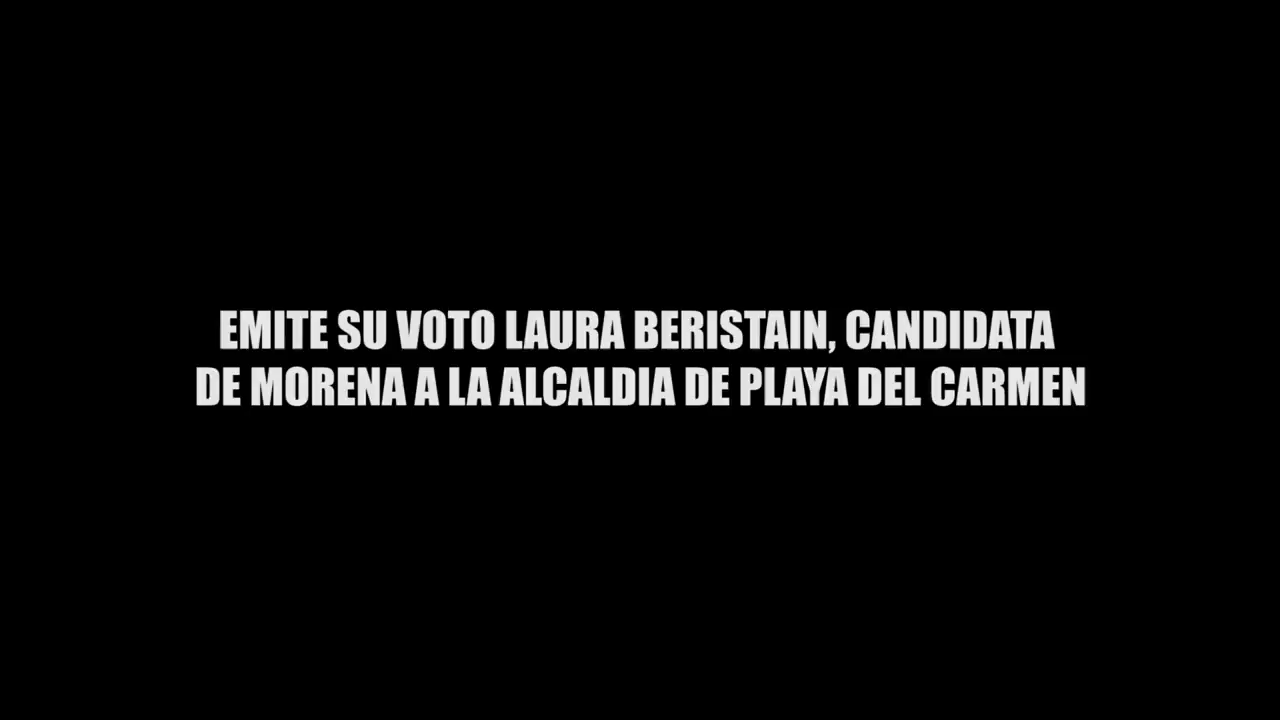 EMITE SU VOTO LAURA BERISTAIN, CANDIDATA
DE MORENA A LA ALCALDIA DE PLAYA DEL CARMEN